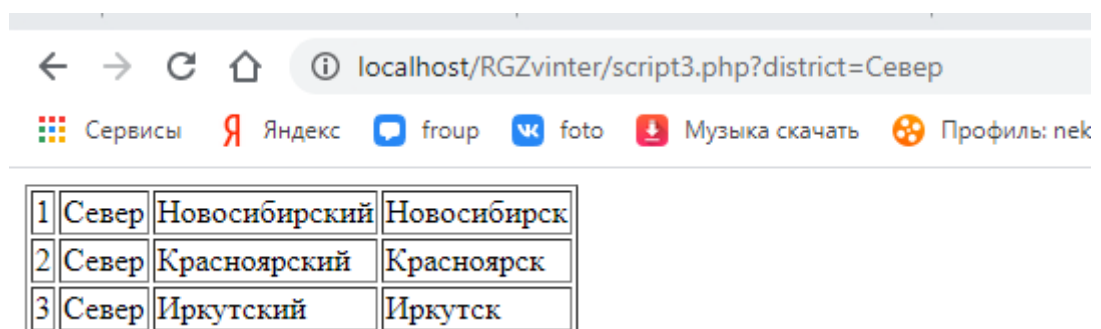 localhost/RGZvinter/script3.php?district=Север
Сервисы Я Яндекс froup foto Музыка скачать Профиль: nek
1 Север Новосибирский Новосибирск
2 Север Красноярский Красноярск
3 Север Иркутский Иркутск